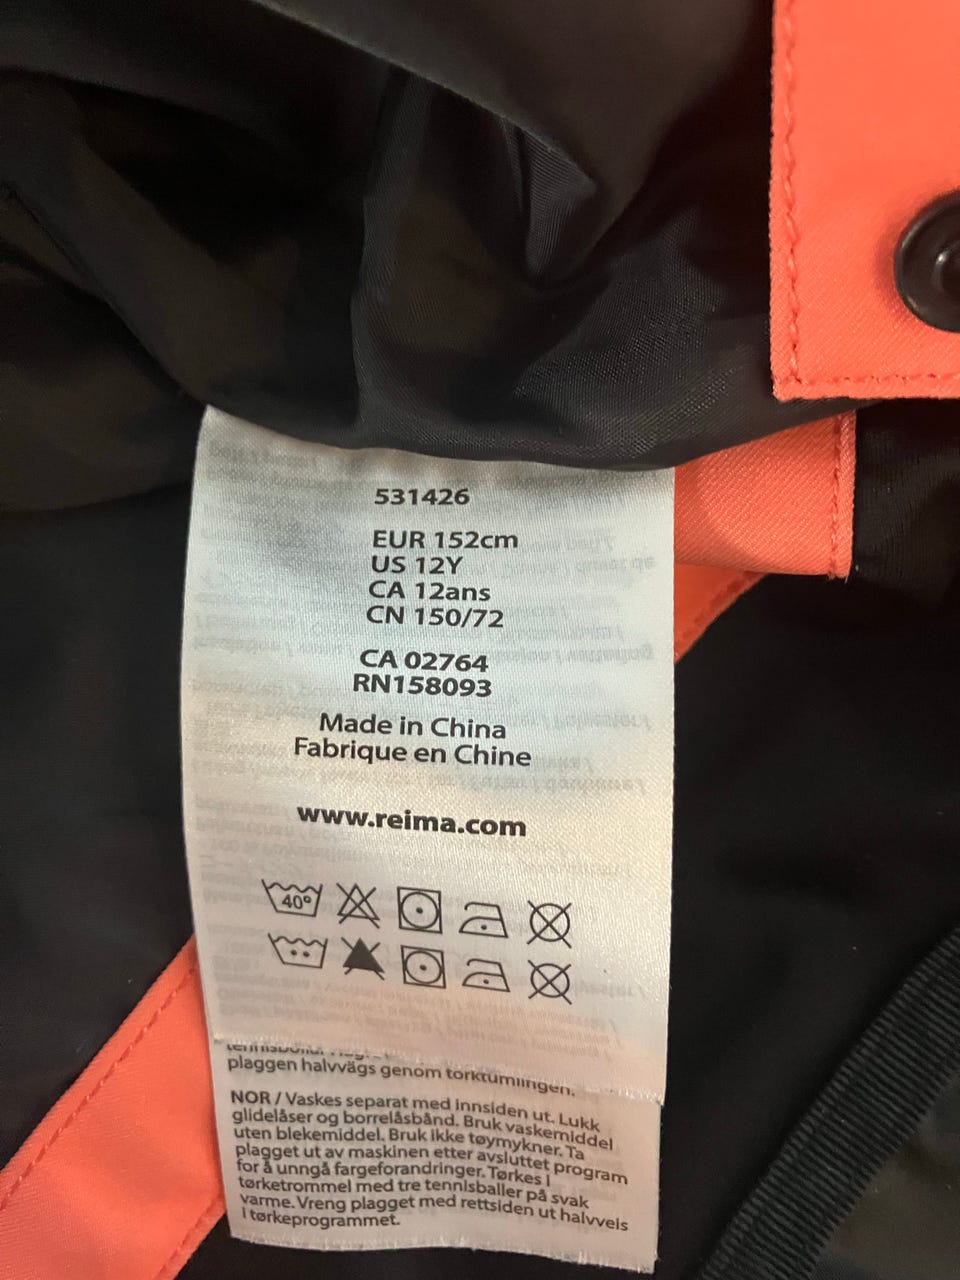 531426
EUR 152cm
US 12Y
CA 12ans
CN 150/72
CA 02764
RN158093
Made in China
Fabrique en Chine
www.reima.com
40°
plaggen halvvägs genom torktumlingen.
NOR / Vaskes separat med innsiden ut. Lukk
glidelåser og borrelåsbånd. Bruk vaskemiddel
uten blekemiddel. Bruk ikke tøymykner. Ta
plagget ut av maskinen etter avsluttet program
for å unngå fargeforandringer. Tørkes i
tørketrommel med tre tennisballer på svak
varme. Vreng plagget med rettsiden ut halvveis
i tørkeprogrammet.